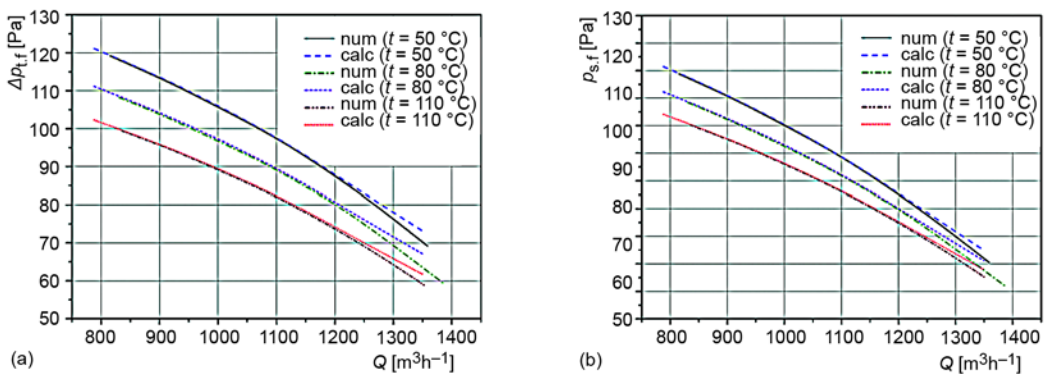 Δpt,f [Pa]
130
120
110
100
90
80
70
60
50
num (t = 50 °C)
calc (t = 50 °C)
num (t = 80 °C)
calc (t = 80 °C)
num (t = 110 °C)
calc (t = 110 °C)
800 900 1000 1100 1200 1300 1400
(a)
Q [m³h–1]
ps,f [Pa]
130
120
110
100
90
80
70
60
50
num (t = 50 °C)
calc (t = 50 °C)
num (t = 80 °C)
calc (t = 80 °C)
num (t = 110 °C)
calc (t = 110 °C)
800 900 1000 1100 1200 1300 1400
(b)
Q [m³h–1]